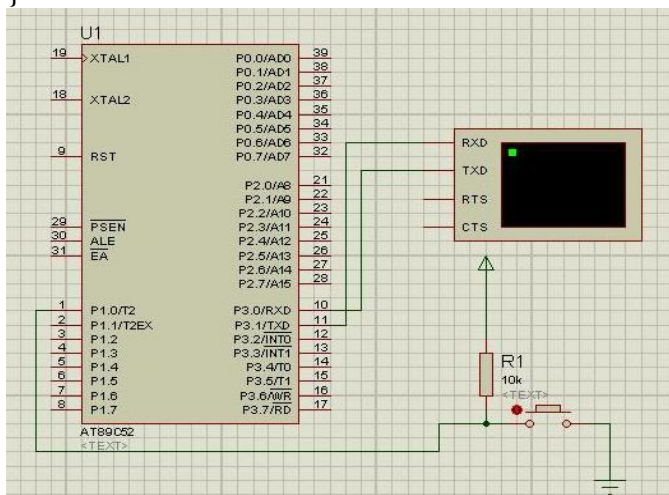 }
U1
19 XTAL1 P0.0/AD0 39
P0.1/AD1 38
P0.2/AD2 37
18 XTAL2 P0.3/AD3 36
P0.4/AD4 35
P0.5/AD5 34
P0.6/AD6 33
9 RST P0.7/AD7 32
P2.0/A8 21
P2.1/A9 22
P2.2/A10 23
29 PSEN P2.3/A11 24
30 ALE P2.4/A12 25
31 EA P2.5/A13 26
P2.6/A14 27
P2.7/A15 28
1 P1.0/T2 P3.0/RXD 10
2 P1.1/T2EX P3.1/TXD 11
3 P1.2 P3.2/INT0 12
4 P1.3 P3.3/INT1 13
5 P1.4 P3.4/T0 14
6 P1.5 P3.5/T1 15
7 P1.6 P3.6/WR 16
8 P1.7 P3.7/RD 17
AT89C52
<TEXT>
RXD
TXD
RTS
CTS
R1
10k
<TEXT>